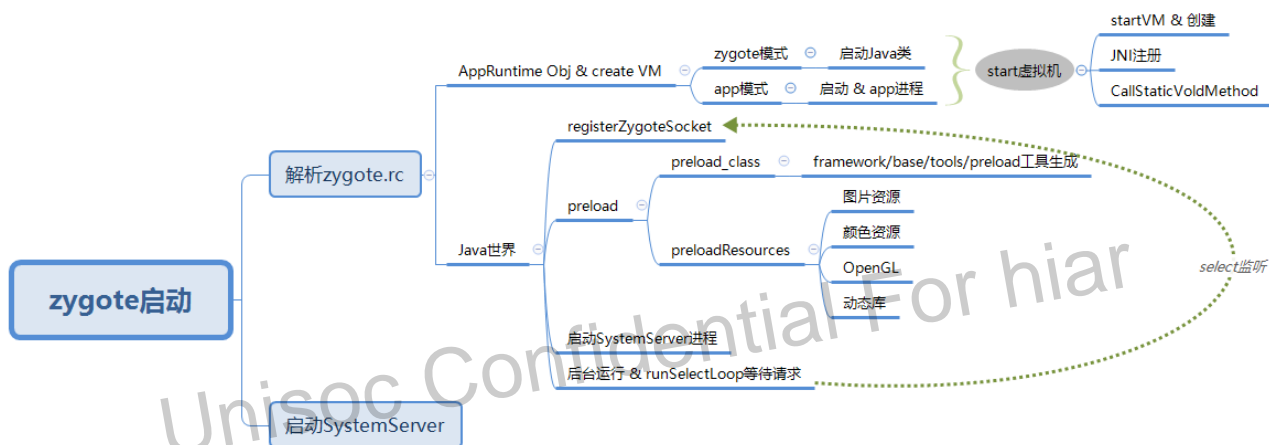 zygote启动
解析zygote.rc
AppRuntime Obj & create VM
zygote模式
启动Java类
app模式
启动 & app进程
start虚拟机
startVM & 创建
JNI注册
CallStaticVoldMethod
Java世界
registerZygoteSocket
preload
preload_class
framework/base/tools/preload工具生成
preloadResources
图片资源
颜色资源
OpenGL
动态库
启动SystemServer进程
后台运行 & runSelectLoop等待请求
select监听
启动SystemServer
Unisoc Confidential For hiar